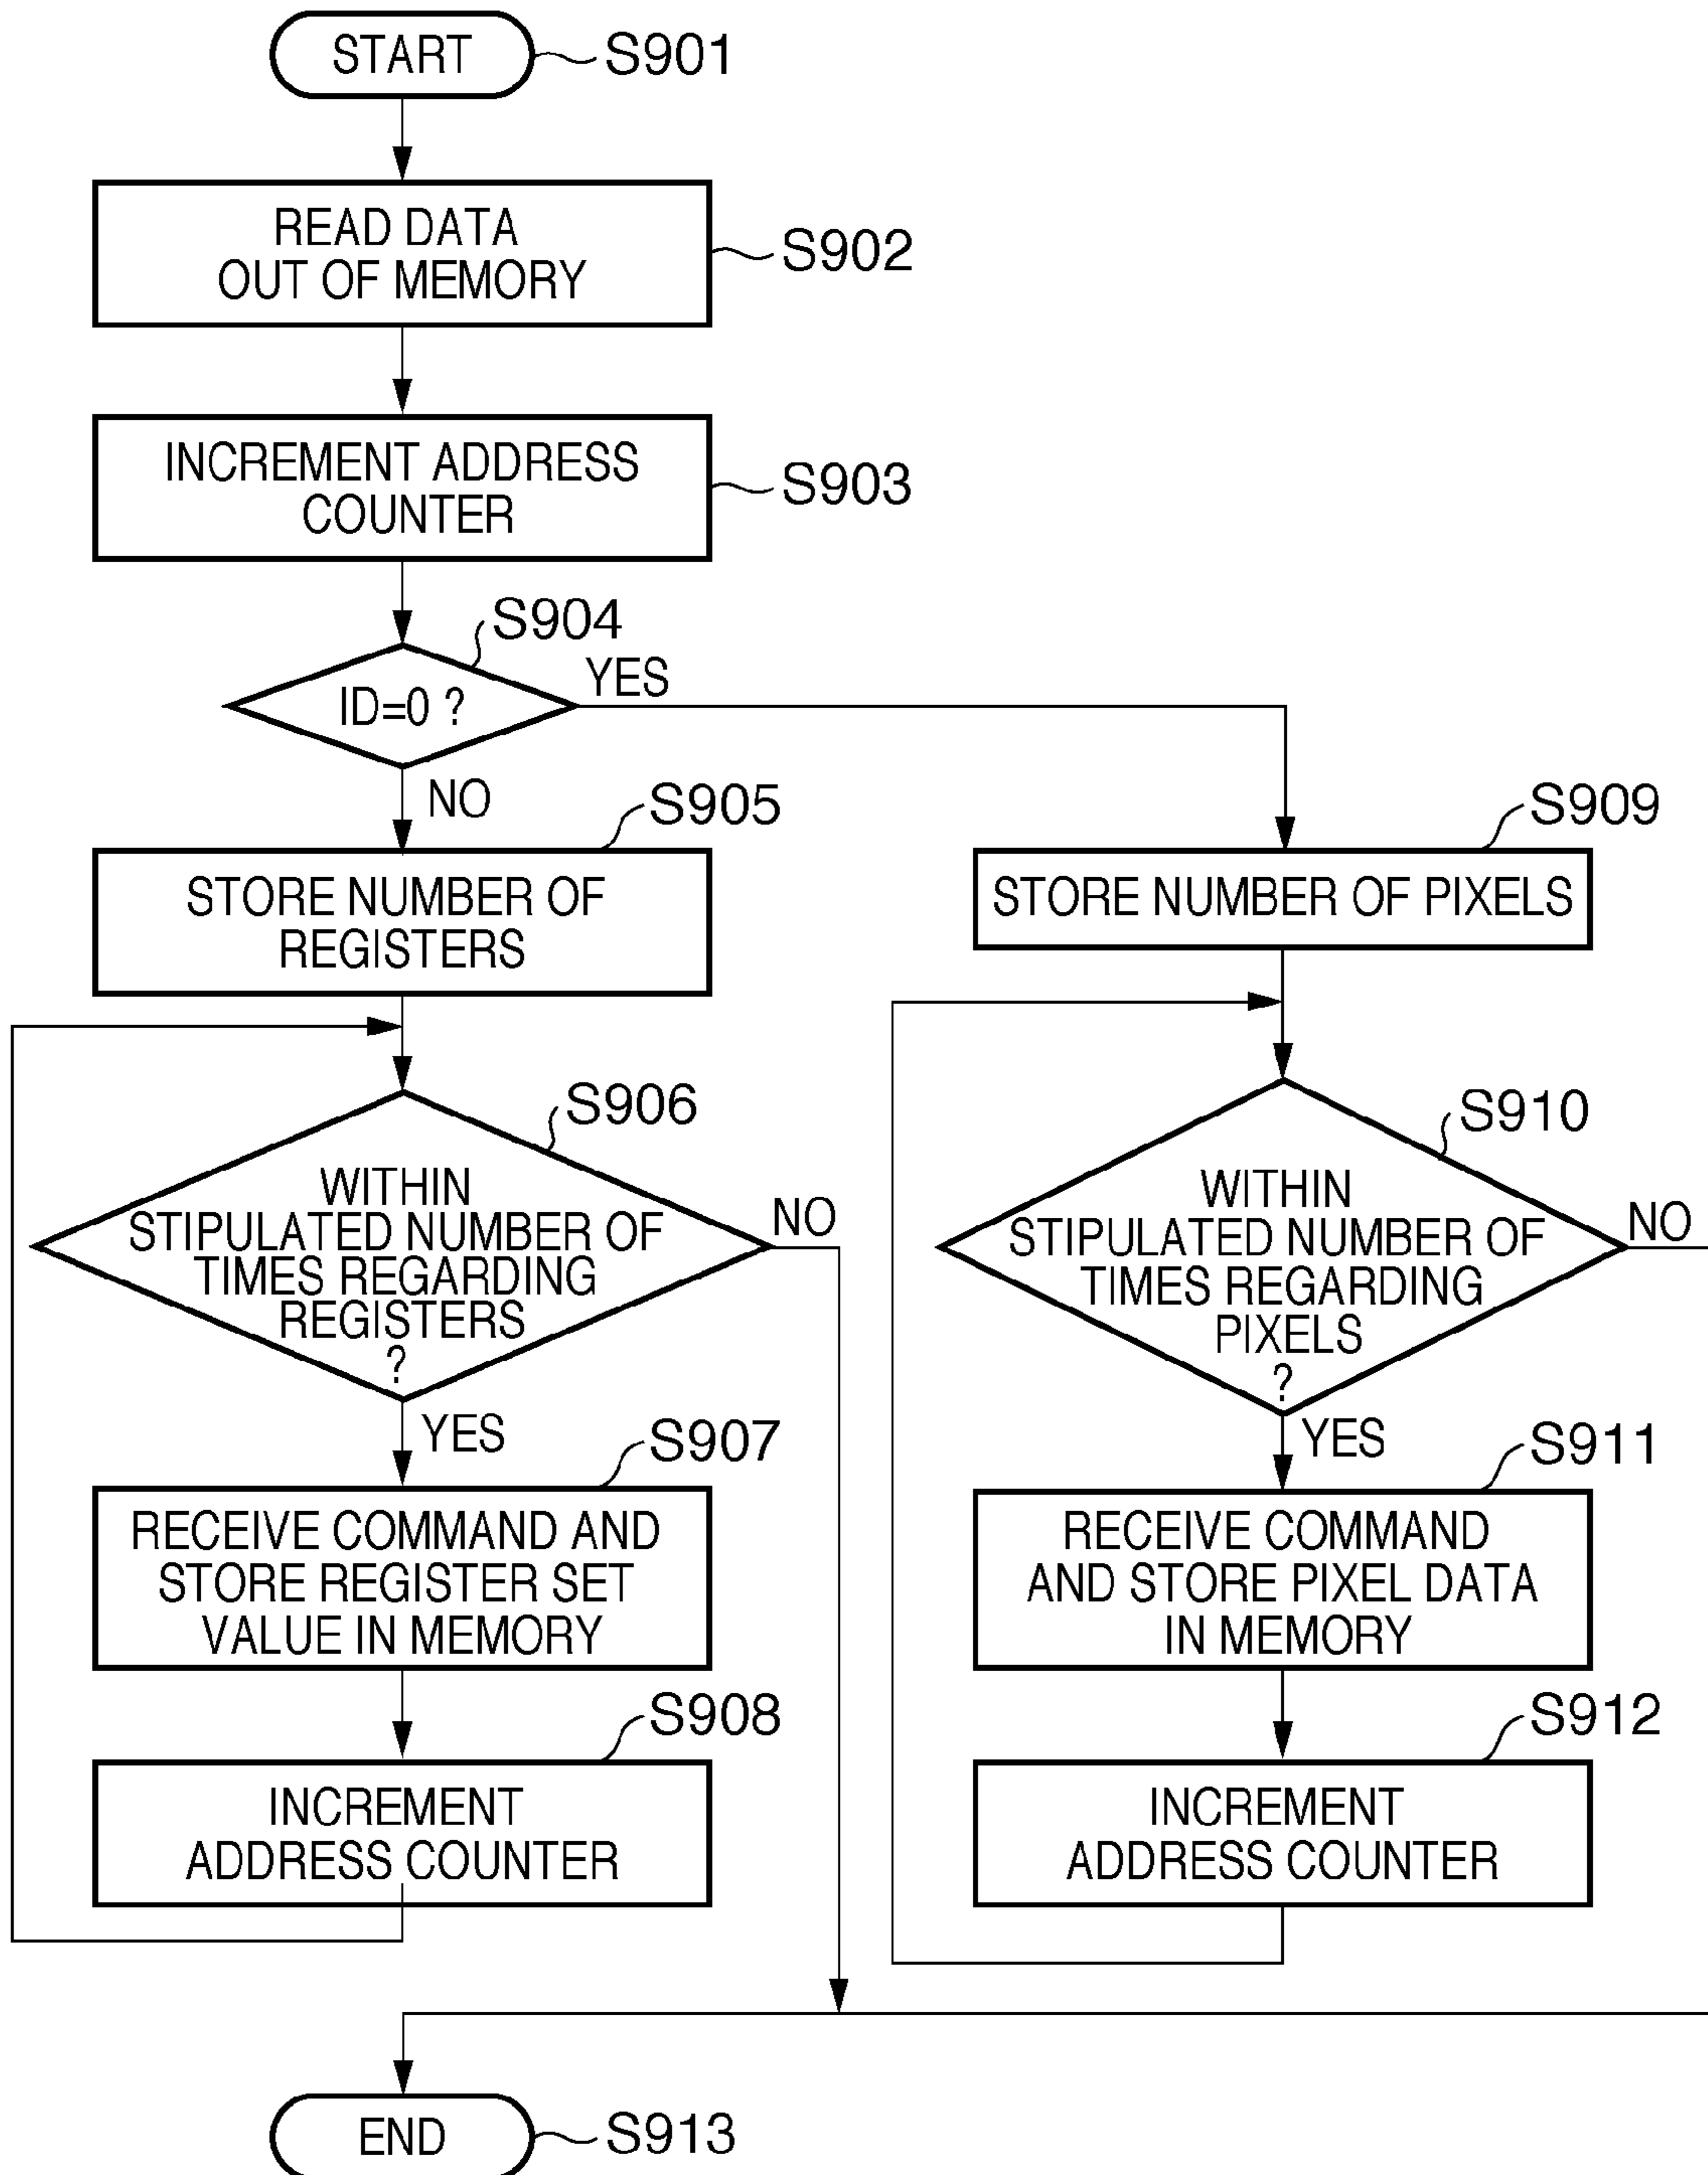 START
S901
READ DATA
OUT OF MEMORY
S902
INCREMENT ADDRESS
COUNTER
S903
S904
ID=0 ?
YES
NO
S905
STORE NUMBER OF
REGISTERS
S906
WITHIN
STIPULATED NUMBER OF
TIMES REGARDING
REGISTERS
?
NO
YES
S907
RECEIVE COMMAND AND
STORE REGISTER SET
VALUE IN MEMORY
S908
INCREMENT
ADDRESS COUNTER
S909
STORE NUMBER OF PIXELS
S910
WITHIN
STIPULATED NUMBER OF
TIMES REGARDING
PIXELS
?
NO
YES
S911
RECEIVE COMMAND
AND STORE PIXEL DATA
IN MEMORY
S912
INCREMENT
ADDRESS COUNTER
END
S913